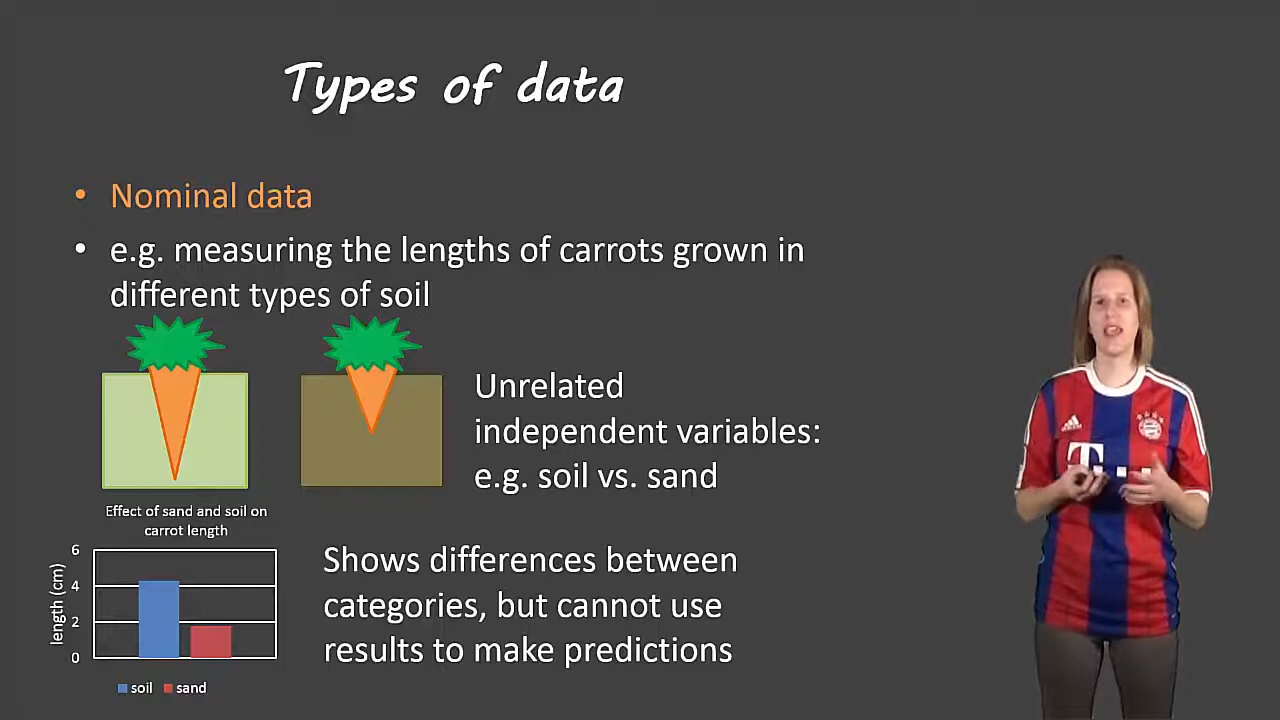 Types of data
• Nominal data
• e.g. measuring the lengths of carrots grown in
different types of soil
Unrelated
independent variables:
e.g. soil vs. sand
Effect of sand and soil on
carrot length
6
4
2
0
length (cm)
soil sand
Shows differences between
categories, but cannot use
results to make predictions
T